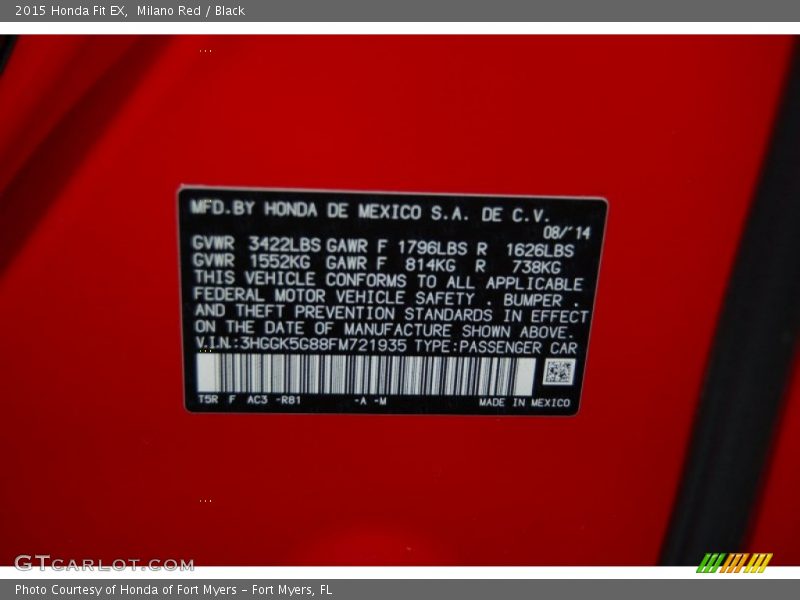 2015 Honda Fit EX,  Milano Red / Black
MFD.BY HONDA DE MEXICO S.A. DE C.V.
08/'14
GVWR 3422LBS GAWR F 1796LBS R 1626LBS
GVWR 1552KG GAWR F 814KG R 738KG
THIS VEHICLE CONFORMS TO ALL APPLICABLE
FEDERAL MOTOR VEHICLE SAFETY . BUMPER .
AND THEFT PREVENTION STANDARDS IN EFFECT
ON THE DATE OF MANUFACTURE SHOWN ABOVE.
V.I.N.:3HGGK5G88FM721935 TYPE:PASSENGER CAR
T5R F AC3 -R81 -A -M MADE IN MEXICO
GTCARLOT.COM
Photo Courtesy of Honda of Fort Myers - Fort Myers, FL